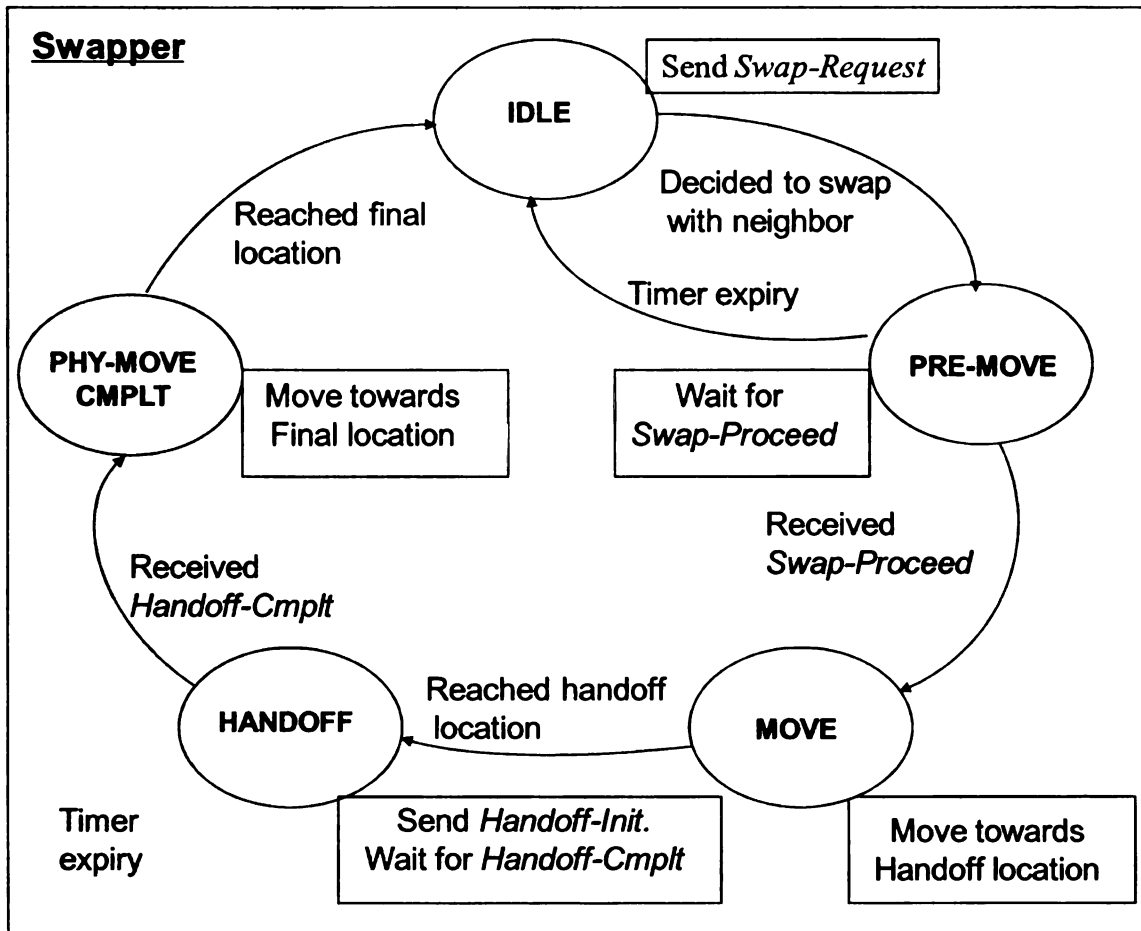 Swapper
Send Swap-Request
IDLE
Decided to swap
with neighbor
Reached final
location
Timer expiry
PHY-MOVE
CMPLT
PRE-MOVE
Move towards
Final location
Wait for
Swap-Proceed
Received
Swap-Proceed
Received
Handoff-Cmplt
Reached handoff
location
HANDOFF
MOVE
Timer
expiry
Send Handoff-Init.
Wait for Handoff-Cmplt
Move towards
Handoff location